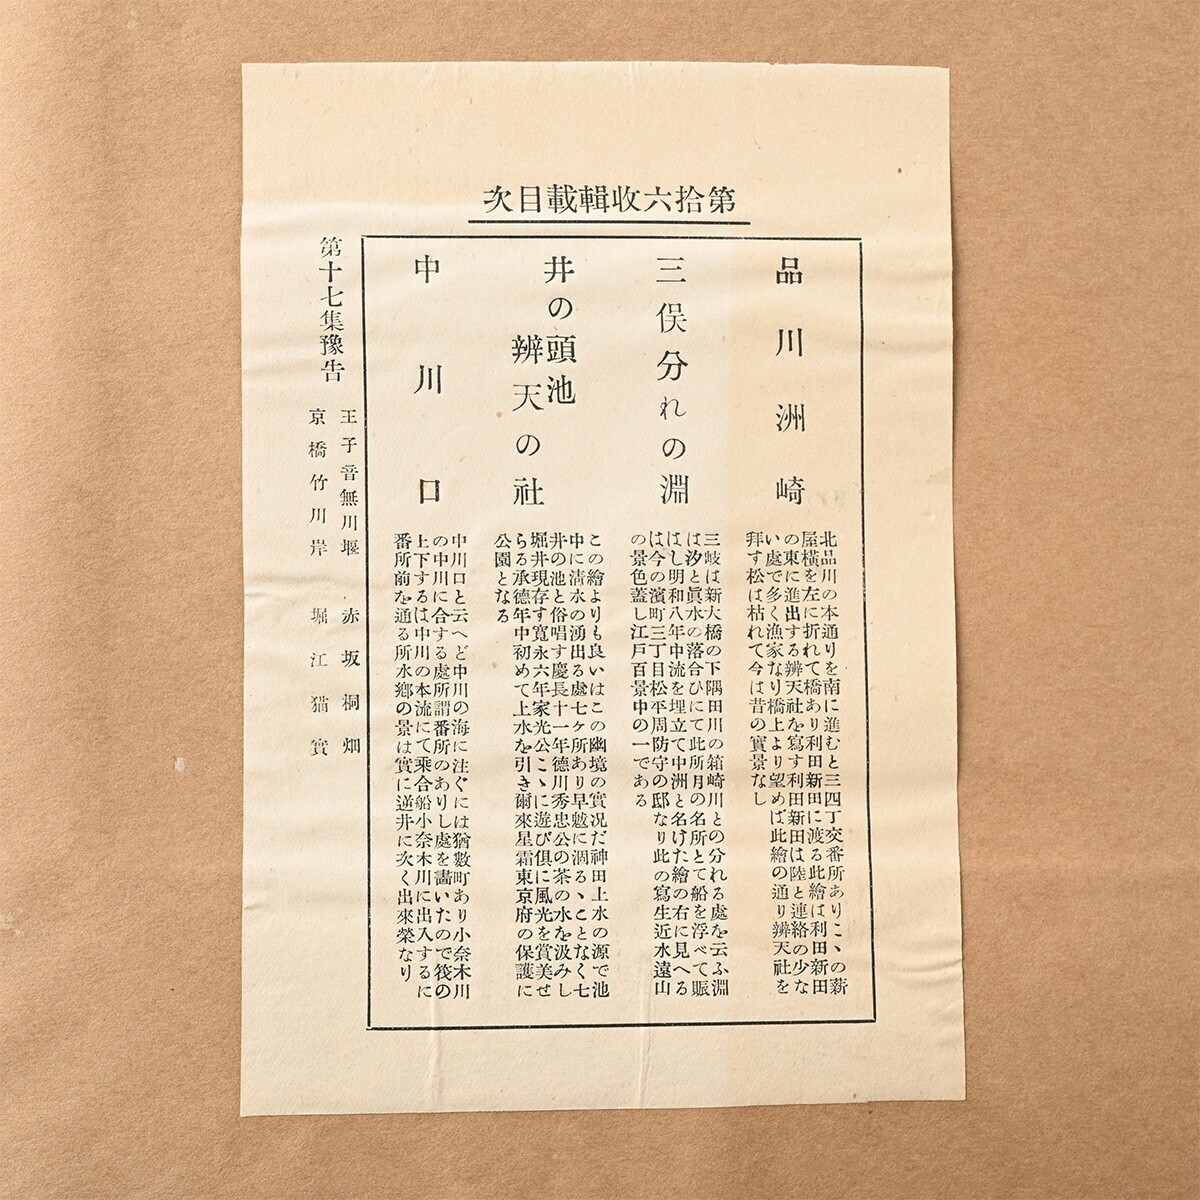 第拾六收輯載目次
品川洲崎
北品川の本通りを南に進むと三四丁交番所ありこゝの薪
屋橫を左に折れて橋あり利田新田に渡る此繪は利田新田
の東に進出する辨天社を寫す利田新田は陸と連絡の少な
い處で多く漁家なり橋上より望めば此繪の通り辨天社を
拜す松は枯れて今は昔の實景なし
三俣分れの淵
三岐は新大橋の下隅田川の箱崎川との分れる處を云ふ淵
は汐と眞水の落合ひにて此所月の名所とて船を浮べて賑
はし明和八年中流を埋立て中洲と名けた繪の右に見へる
は今の濱町三丁目松平周防守の邸なり此の寫生近水遠山
の景色蓋し江戶百景中の一である
井の頭池
辨天の社
この繪よりも良いはこの幽境の實况だ神田上水の源で池
中に淸水の湧出る處七ヶ所あり早魃に涸るゝことなく七
井の池と俗唱す慶長十一年德川秀忠公の茶の水を汲みし
堀井現存す寬永六年家光公こゝに遊び俱に風光を賞美せ
らる承德年中初めて上水を引き爾來星霜東京府の保護に
公園となる
中川口
中川口と云へど中川の海に注ぐには猶數町あり小奈木川
の中川に合する處所謂番所のありし處を畵いたので筏の
上下するは中川の本流にて乘合船小奈木川に出入するに
番所前を通る所水鄕の景は實に逆井に次く出來榮なり
第十七集豫告
王子音無川堰 赤坂桐畑
京橋竹川岸 堀江猫實